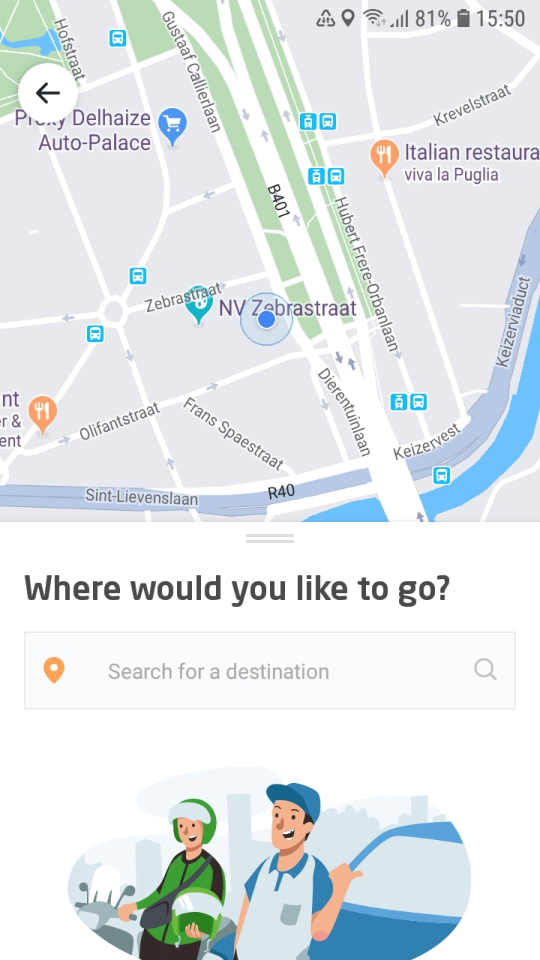 81% 15:50
Hofstraat
Gustaaf Callierlaan
Proxy Delhaize
Auto-Palace
Krevelstraat
Italian restaura
viva la Puglia
B401
Hubert Frère-Orbanlaan
Zebrastraat
NV Zebrastraat
Keizerviaduct
nt
er &
ent
Olifantstraat
Frans Spaestraat
Dierentuinlaan
Keizervest
Sint-Lievenslaan
R40
Where would you like to go?
Search for a destination